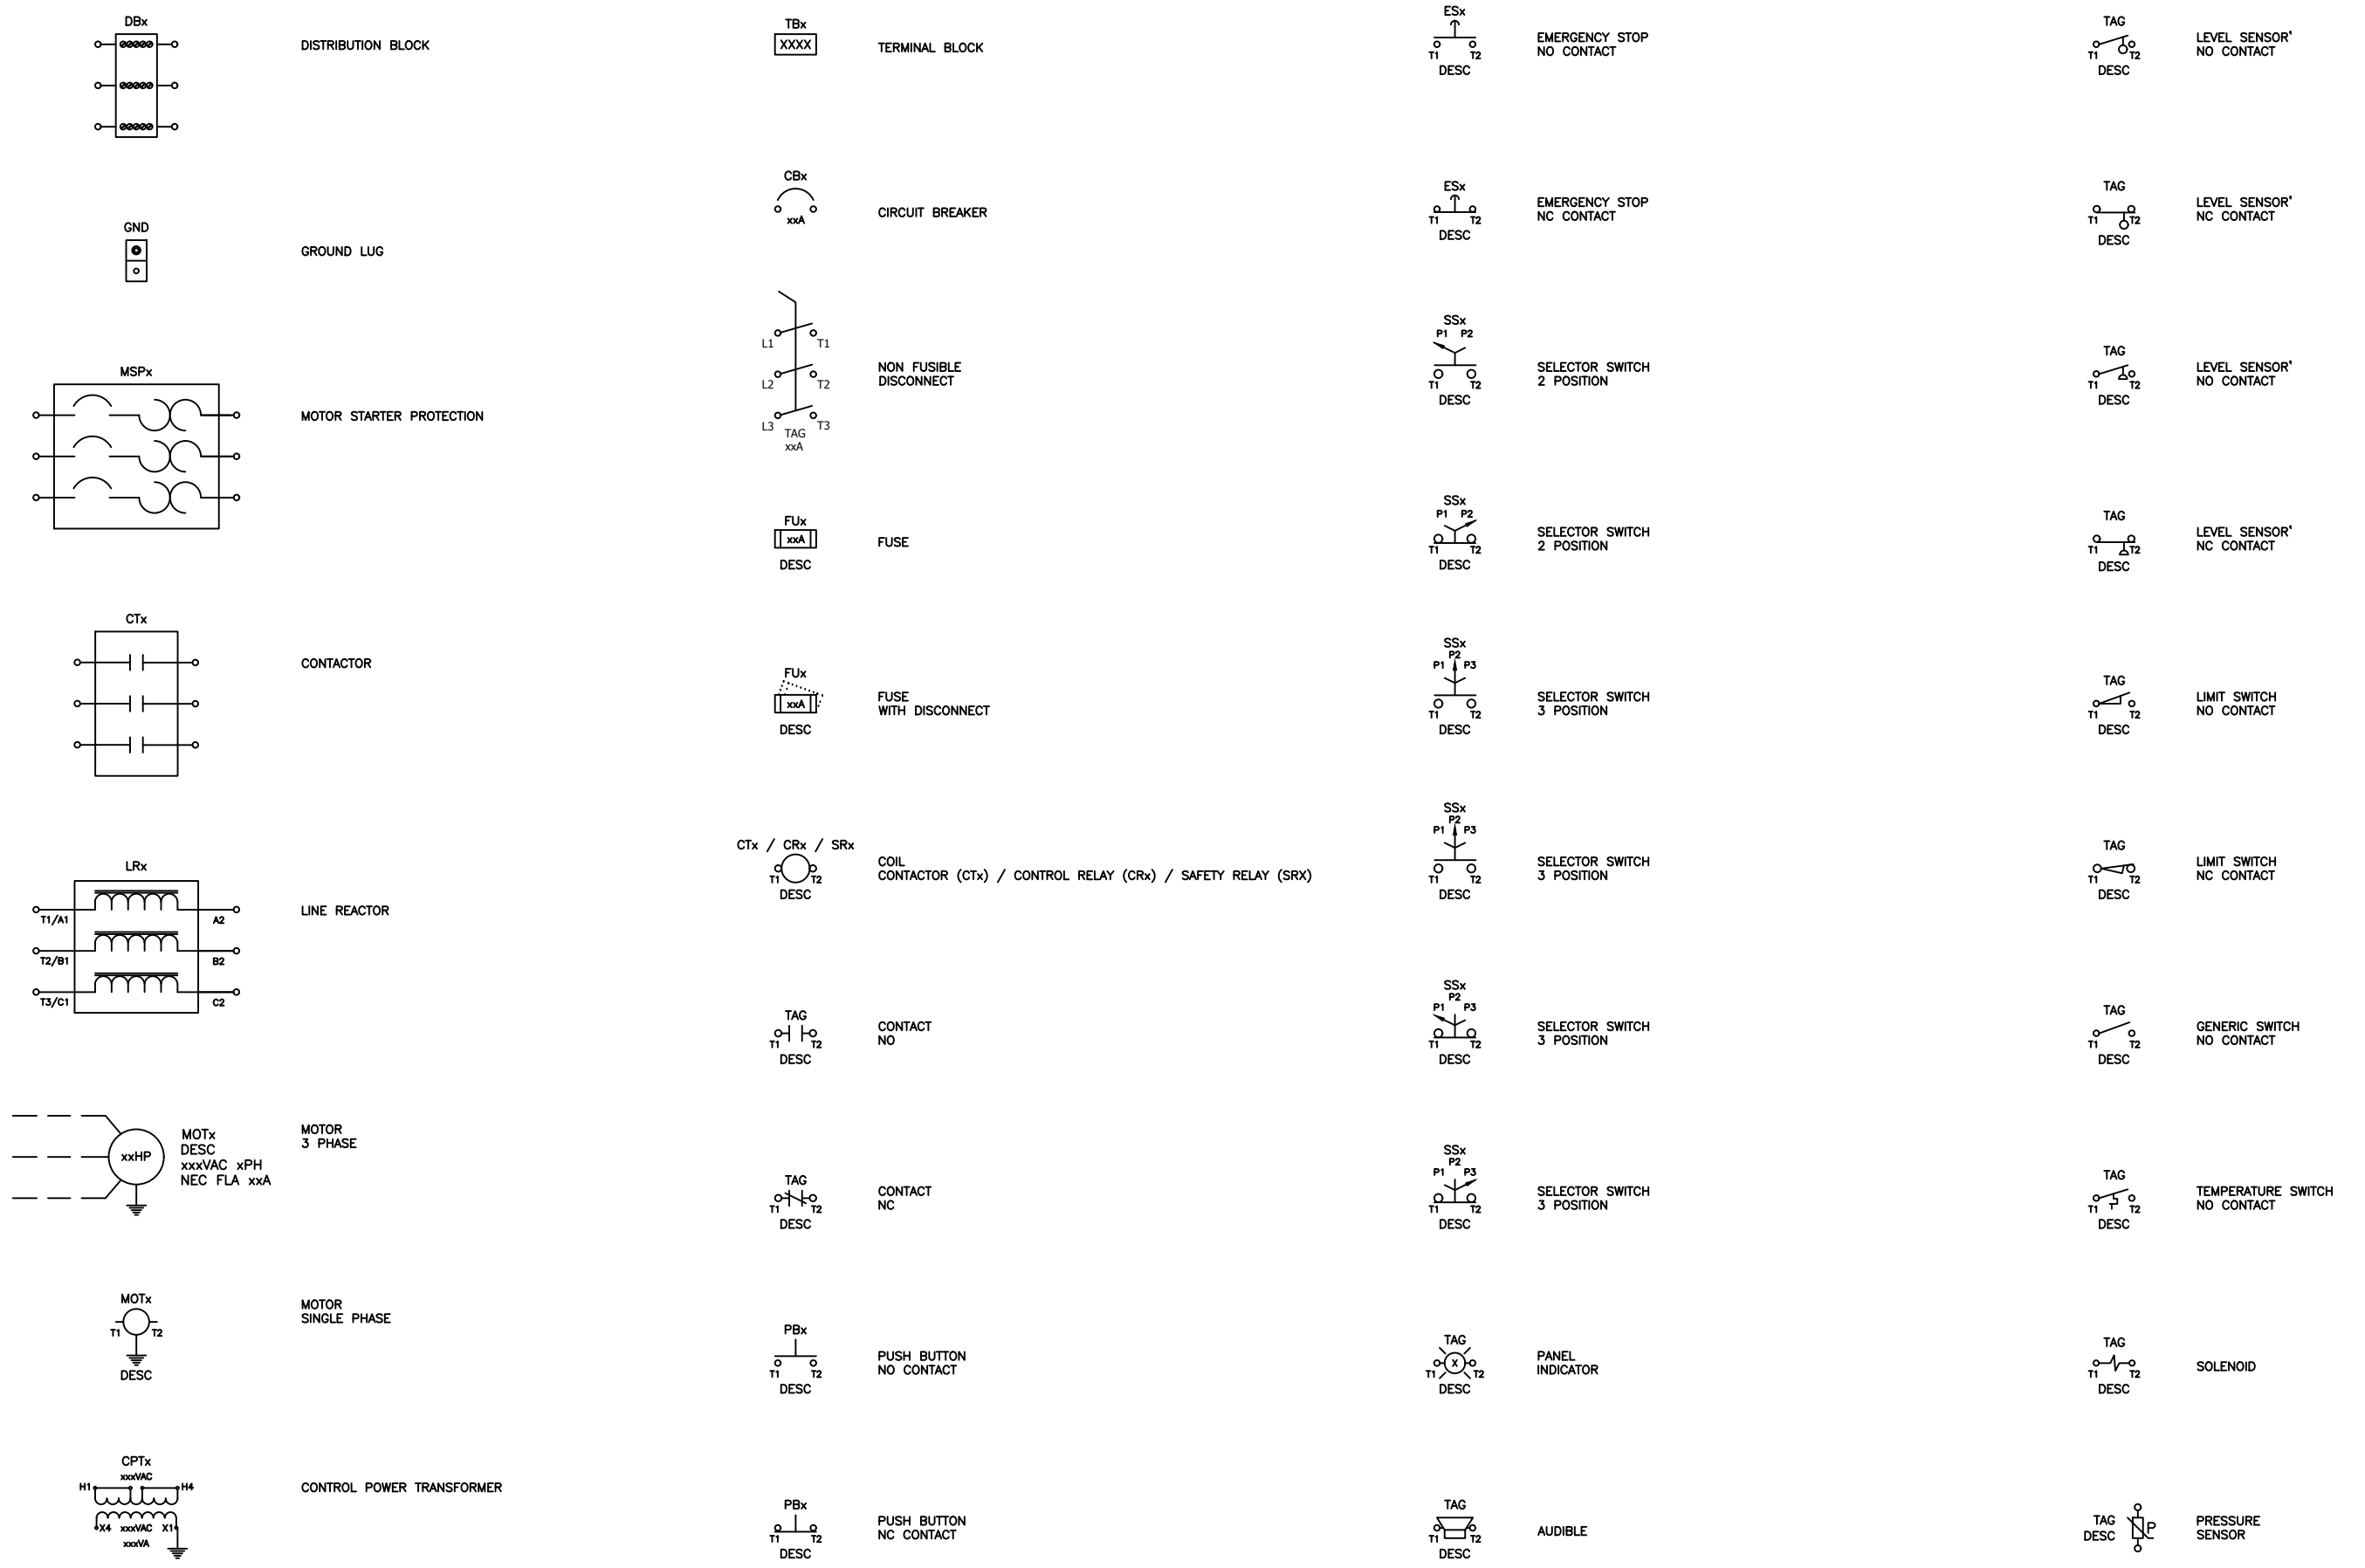 DBx
DISTRIBUTION BLOCK
GND
GROUND LUG
MSPx
MOTOR STARTER PROTECTION
CTx
CONTACTOR
LRx
LINE REACTOR
T1/A1 A2
T2/B1 B2
T3/C1 C2
xxHP
MOTx
DESC
xxxVAC xPH
NEC FLA xxA
MOTOR
3 PHASE
MOTx
T1 T2
DESC
MOTOR
SINGLE PHASE
CPTx
xxxVAC
H1 H4
X4 xxxVAC X1
xxxVA
CONTROL POWER TRANSFORMER
TBx
XXXX
TERMINAL BLOCK
CBx
xxA
CIRCUIT BREAKER
L1 T1
L2 T2
L3 T3
TAG
xxA
NON FUSIBLE
DISCONNECT
FUx
xxA
DESC
FUSE
FUx
xxA
DESC
FUSE
WITH DISCONNECT
CTx / CRx / SRx
T1 T2
DESC
COIL
CONTACTOR (CTx) / CONTROL RELAY (CRx) / SAFETY RELAY (SRX)
TAG
T1 T2
DESC
CONTACT
NO
TAG
T1 T2
DESC
CONTACT
NC
PBx
T1 T2
DESC
PUSH BUTTON
NO CONTACT
PBx
T1 T2
DESC
PUSH BUTTON
NC CONTACT
ESx
T1 T2
DESC
EMERGENCY STOP
NO CONTACT
ESx
T1 T2
DESC
EMERGENCY STOP
NC CONTACT
SSx
P1 P2
T1 T2
DESC
SELECTOR SWITCH
2 POSITION
SSx
P1 P2
T1 T2
DESC
SELECTOR SWITCH
2 POSITION
SSx
P2
P1 P3
T1 T2
DESC
SELECTOR SWITCH
3 POSITION
SSx
P2
P1 P3
T1 T2
DESC
SELECTOR SWITCH
3 POSITION
SSx
P2
P1 P3
T1 T2
DESC
SELECTOR SWITCH
3 POSITION
SSx
P2
P1 P3
T1 T2
DESC
SELECTOR SWITCH
3 POSITION
TAG
X
T1 T2
DESC
PANEL
INDICATOR
TAG
T1 T2
DESC
AUDIBLE
TAG
T1 T2
DESC
LEVEL SENSOR'
NO CONTACT
TAG
T1 T2
DESC
LEVEL SENSOR'
NC CONTACT
TAG
T1 T2
DESC
LEVEL SENSOR'
NO CONTACT
TAG
T1 T2
DESC
LEVEL SENSOR'
NC CONTACT
TAG
T1 T2
DESC
LIMIT SWITCH
NO CONTACT
TAG
T1 T2
DESC
LIMIT SWITCH
NC CONTACT
TAG
T1 T2
DESC
GENERIC SWITCH
NO CONTACT
TAG
T1 T2
DESC
TEMPERATURE SWITCH
NO CONTACT
TAG
T1 T2
DESC
SOLENOID
TAG
DESC
P
PRESSURE
SENSOR